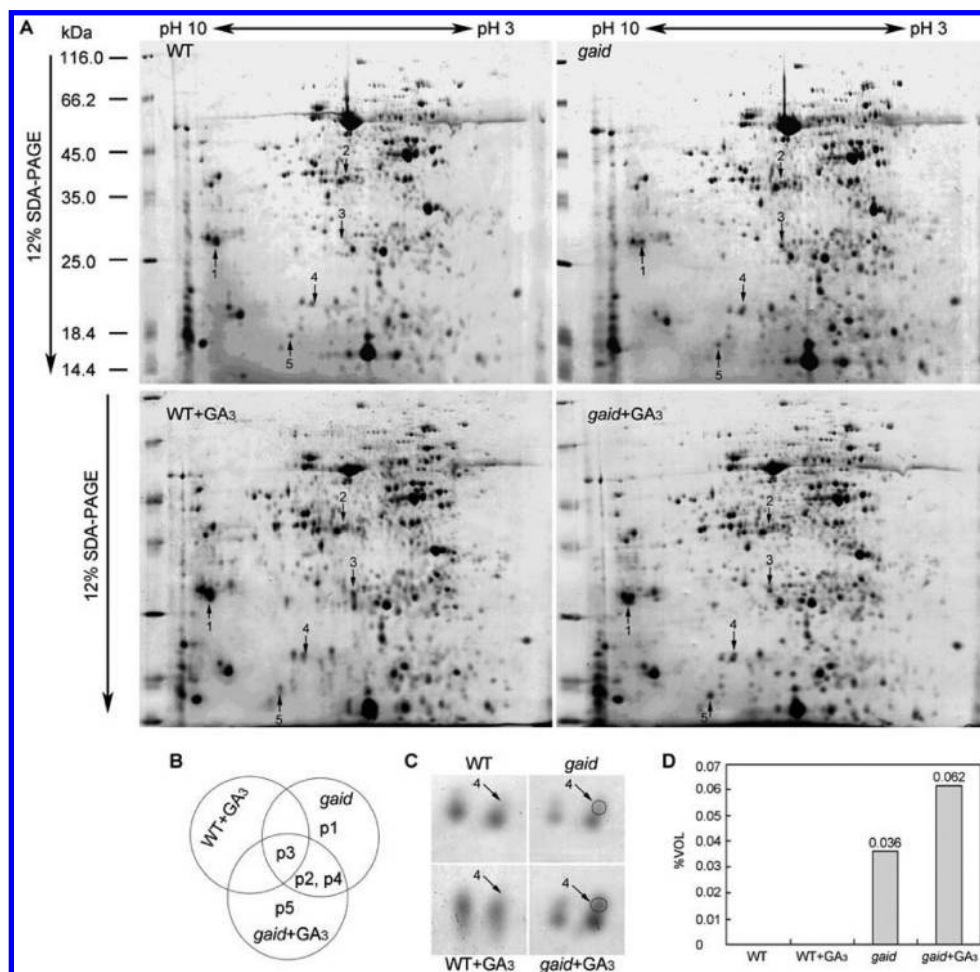 A
pH 10
pH 3
pH 10
pH 3
kDa
WT
gaid
116.0
66.2
45.0
35.0
25.0
18.4
14.4
12% SDA-PAGE
2
3
1
4
5
2
3
1
4
5
WT+GA3
gaid+GA3
12% SDA-PAGE
2
3
1
4
5
2
3
1
4
5
B
WT+GA3
gaid
p1
p3
p2, p4
p5
gaid+GA3
C
WT
gaid
4
4
4
4
WT+GA3
gaid+GA3
D
%VOL
0.07
0.06
0.05
0.04
0.03
0.02
0.01
0
0.036
0.062
WT
WT+GA3
gaid
gaid+GA3